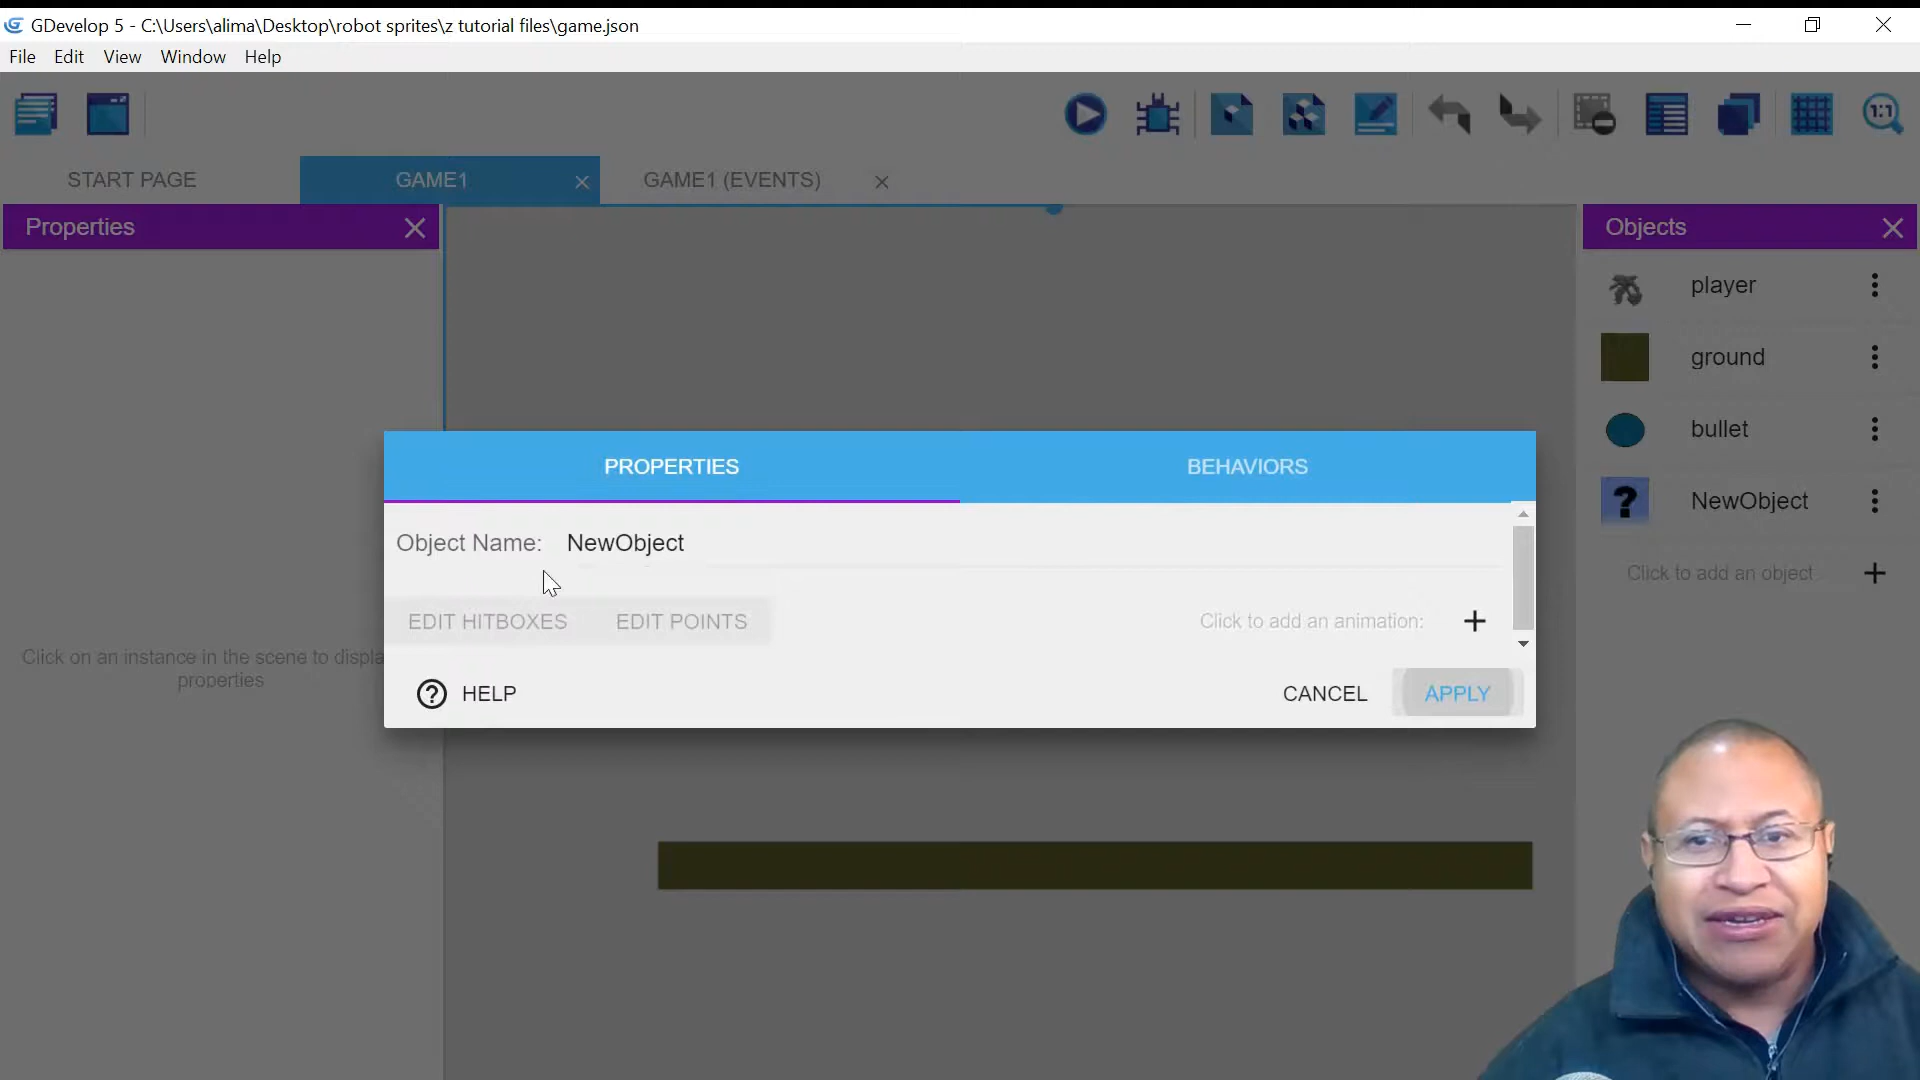 GDevelop 5 - C:\Users\alima\Desktop\robot sprites\z tutorial files\game.json
File Edit View Window Help
1:1
START PAGE GAME1 GAME1 (EVENTS)
Properties
Objects
player
ground
bullet
? NewObject
Click to add an object
PROPERTIES BEHAVIORS
Object Name: NewObject
EDIT HITBOXES EDIT POINTS Click to add an animation:
? HELP CANCEL APPLY
Click on an instance in the scene to displa
properties